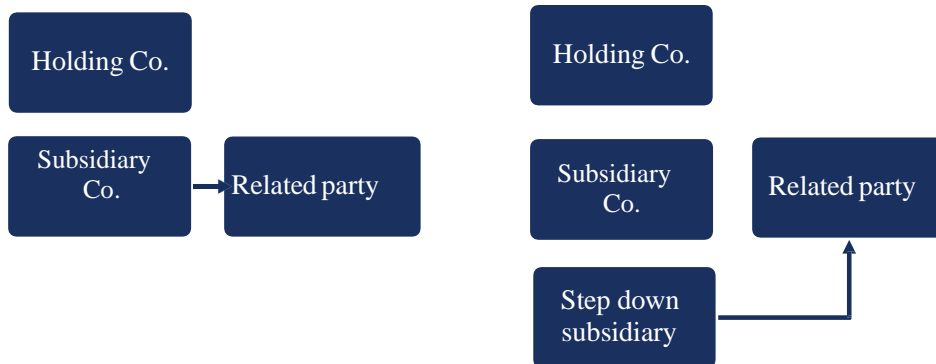 Holding Co.
Subsidiary
Co.
Related party
Holding Co.
Subsidiary
Co.
Related party
Step down
subsidiary